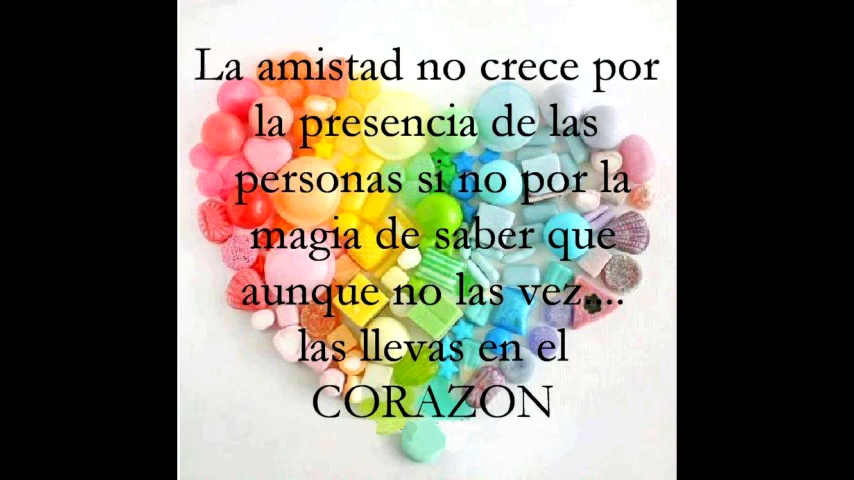 La amistad no crece por
la presencia de las
personas si no por la
magia de saber que
aunque no las vez....
las llevas en el
CORAZON